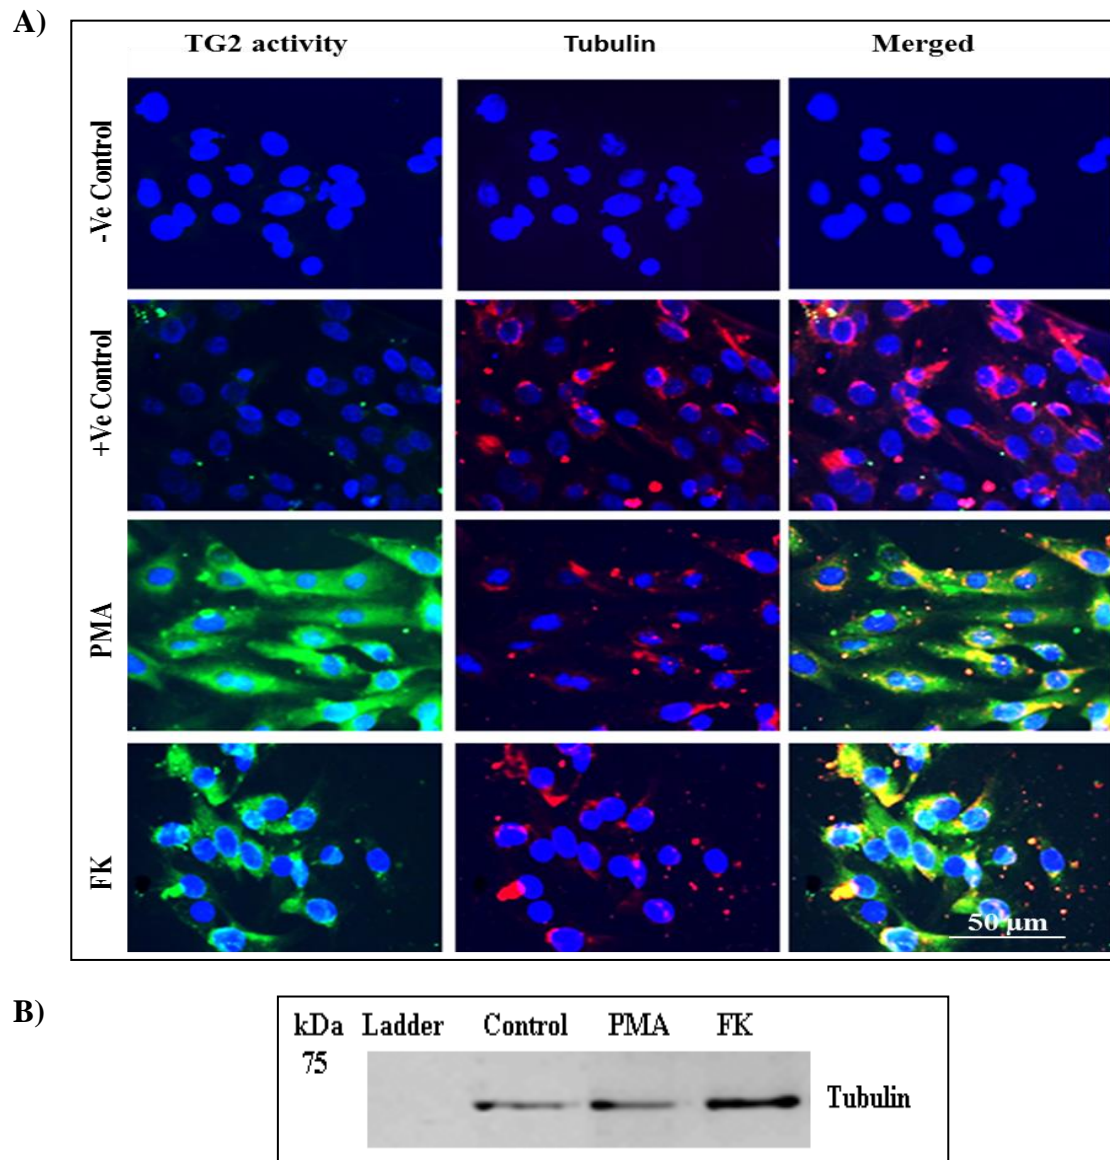 A)
TG2 activity Tubulin Merged
-Ve Control
+Ve Control
PMA
FK
50 μm
B)
kDa Ladder Control PMA FK
75
Tubulin